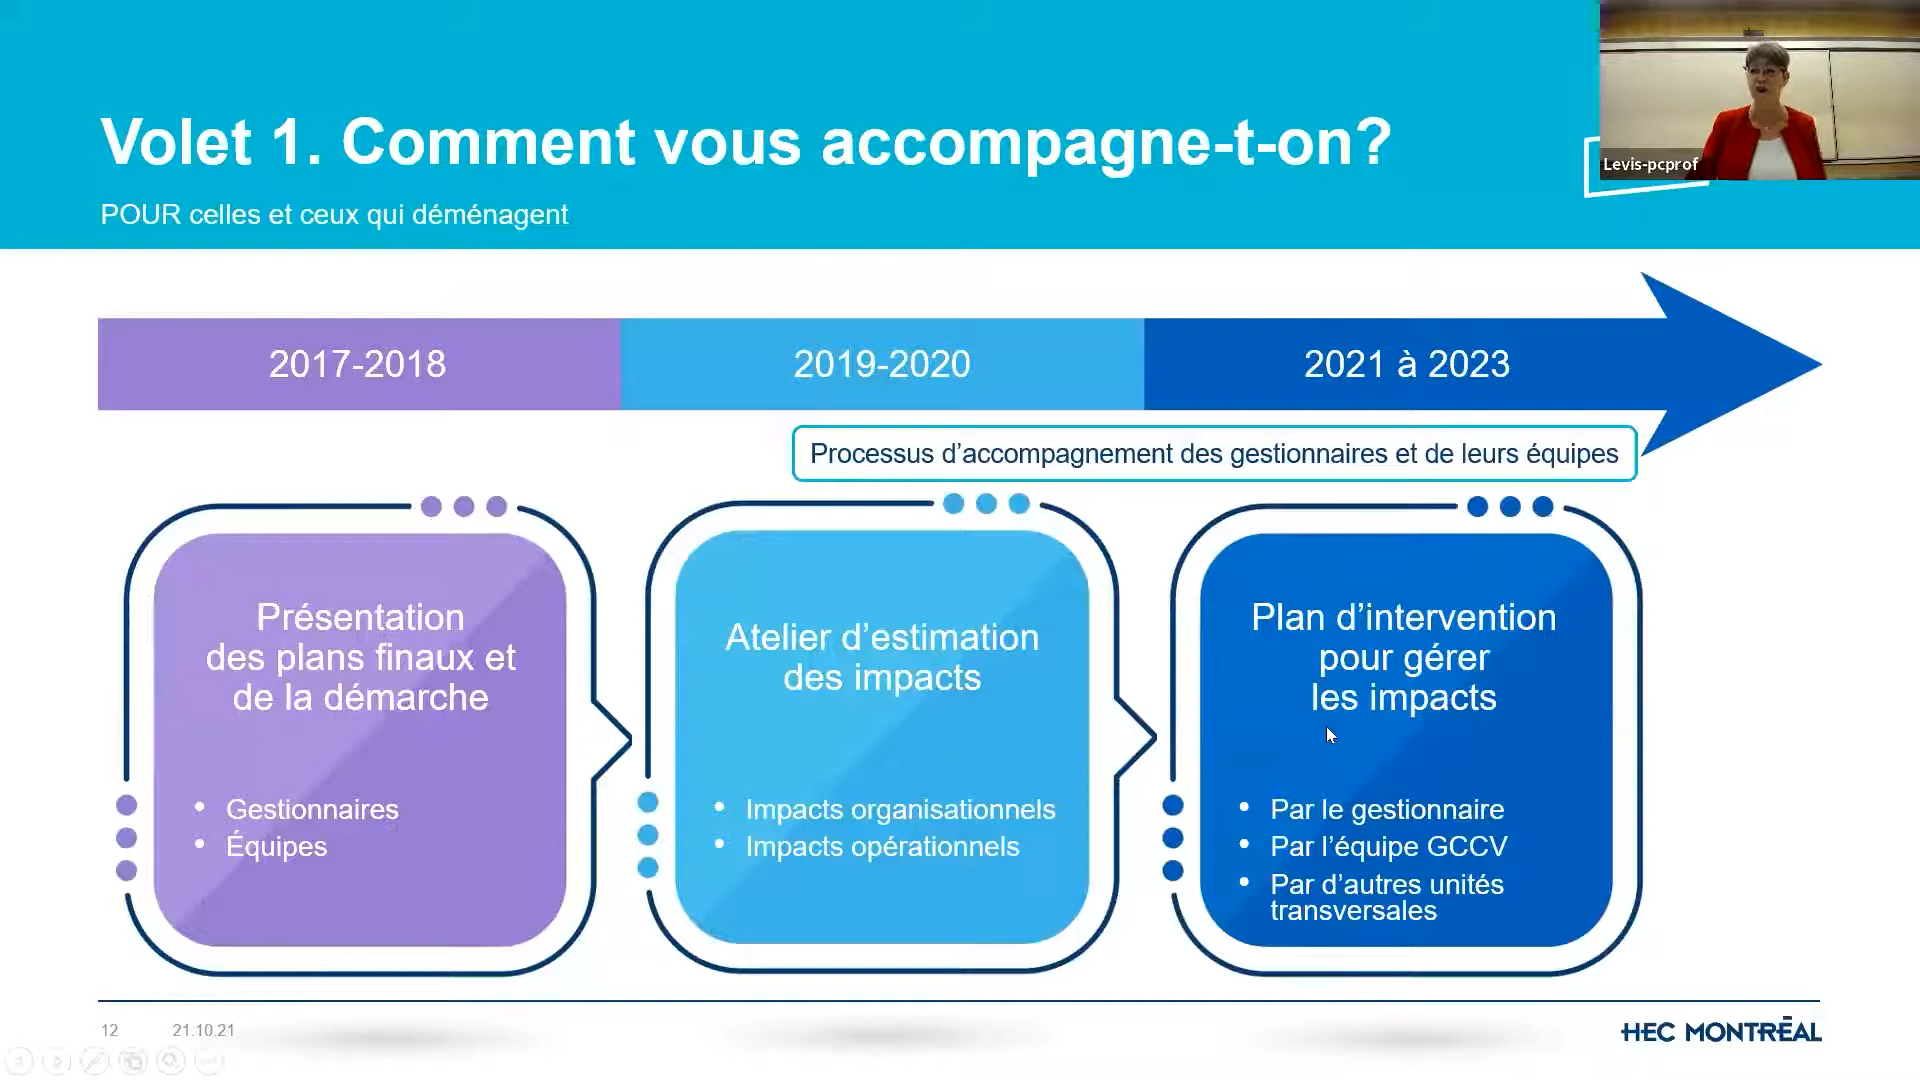 Volet 1. Comment vous accompagne-t-on?
POUR celles et ceux qui déménagent
Levis-pcprof
2017-2018
2019-2020
2021 à 2023
Processus d’accompagnement des gestionnaires et de leurs équipes
Présentation
des plans finaux et
de la démarche
• Gestionnaires
• Équipes
Atelier d’estimation
des impacts
• Impacts organisationnels
• Impacts opérationnels
Plan d’intervention
pour gérer
les impacts
• Par le gestionnaire
• Par l’équipe GCCV
• Par d’autres unités
transversales
12
21.10.21
HEC MONTRÉAL